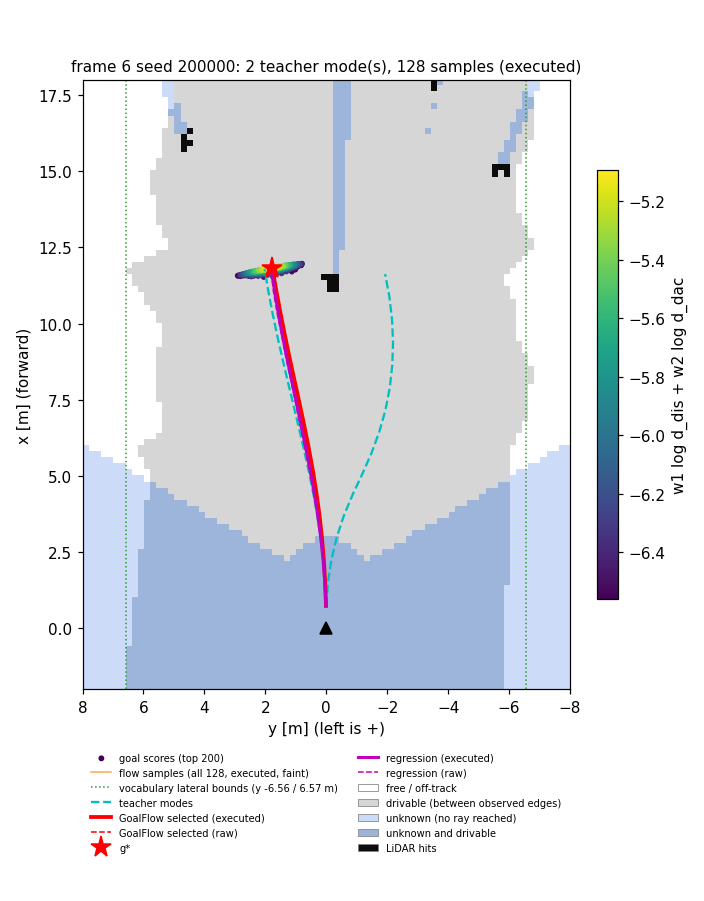 frame 6 seed 200000: 2 teacher mode(s), 128 samples (executed)
17.5
15.0
12.5
10.0
7.5
5.0
2.5
0.0
x [m] (forward)
8
6
4
2
0
−2
−4
−6
−8
y [m] (left is +)
−5.2
−5.4
−5.6
−5.8
−6.0
−6.2
−6.4
w1 log d_dis + w2 log d_dac
goal scores (top 200)
flow samples (all 128, executed, faint)
vocabulary lateral bounds (y -6.56 / 6.57 m)
teacher modes
GoalFlow selected (executed)
GoalFlow selected (raw)
g*
regression (executed)
regression (raw)
free / off-track
drivable (between observed edges)
unknown (no ray reached)
unknown and drivable
LiDAR hits